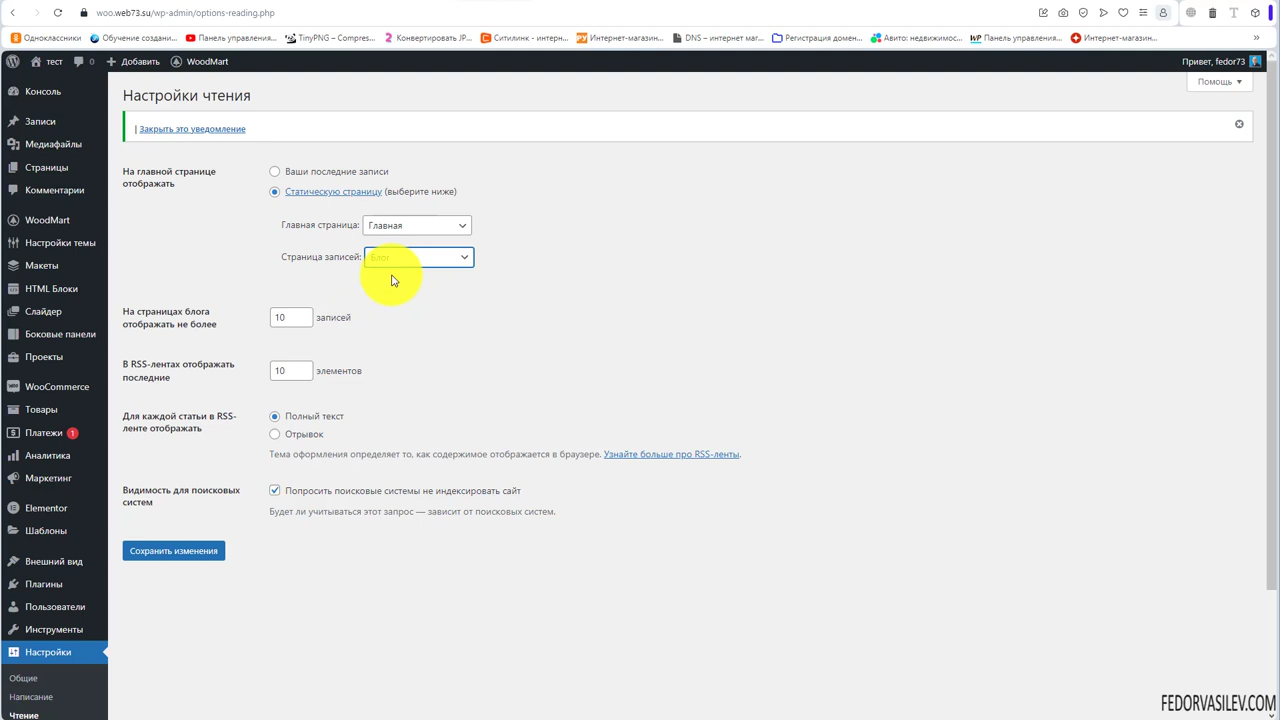 woo.web73.su/wp-admin/options-reading.php
Одноклассники
Обучение создани...
Панель управления...
TinyPNG – Compres...
Конвертировать JP...
Ситилинк - интерн...
Интернет-магазин...
DNS – интернет маг...
Регистрация домен...
Авито: недвижимос...
Панель управления...
Интернет-магазин...
тест
0
Добавить
WoodMart
Привет, fedor73
Помощь
Консоль
Записи
Медиафайлы
Страницы
Комментарии
WoodMart
Настройки темы
Макеты
HTML Блоки
Слайдер
Боковые панели
Проекты
WooCommerce
Товары
Платежи 1
Аналитика
Маркетинг
Elementor
Шаблоны
Внешний вид
Плагины
Пользователи
Инструменты
Настройки
Общие
Написание
Чтение
Настройки чтения
| Закрыть это уведомление
На главной странице
отображать
Ваши последние записи
Статическую страницу (выберите ниже)
Главная страница: Главная
Страница записей: Блог
На страницах блога
отображать не более
10 записей
В RSS-лентах отображать
последние
10 элементов
Для каждой статьи в RSS-
ленте отображать
Полный текст
Отрывок
Тема оформления определяет то, как содержимое отображается в браузере. Узнайте больше про RSS-ленты.
Видимость для поисковых
систем
Попросить поисковые системы не индексировать сайт
Будет ли учитываться этот запрос — зависит от поисковых систем.
Сохранить изменения
FEDORVASILEV.COM